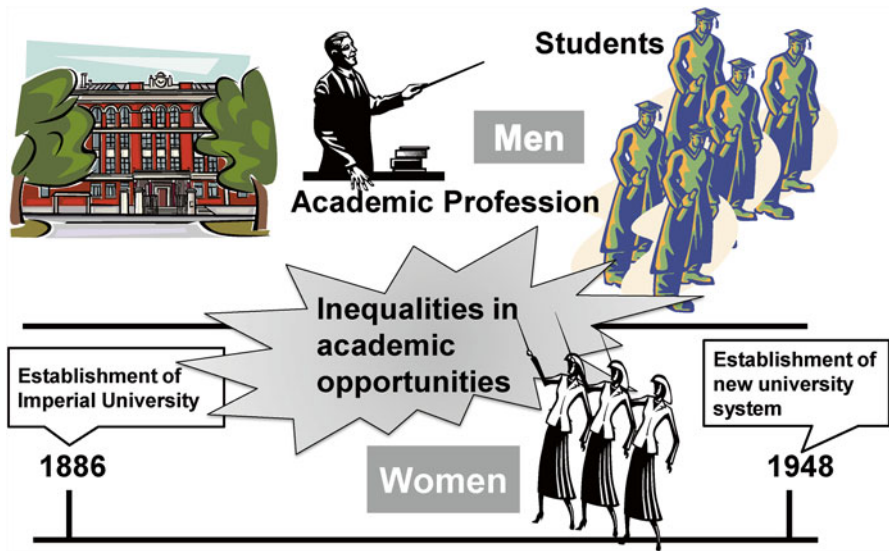 Students
Men
Academic Profession
Inequalities in
academic
opportunities
Establishment of
Imperial University
1886
Establishment of
new university
system
1948
Women